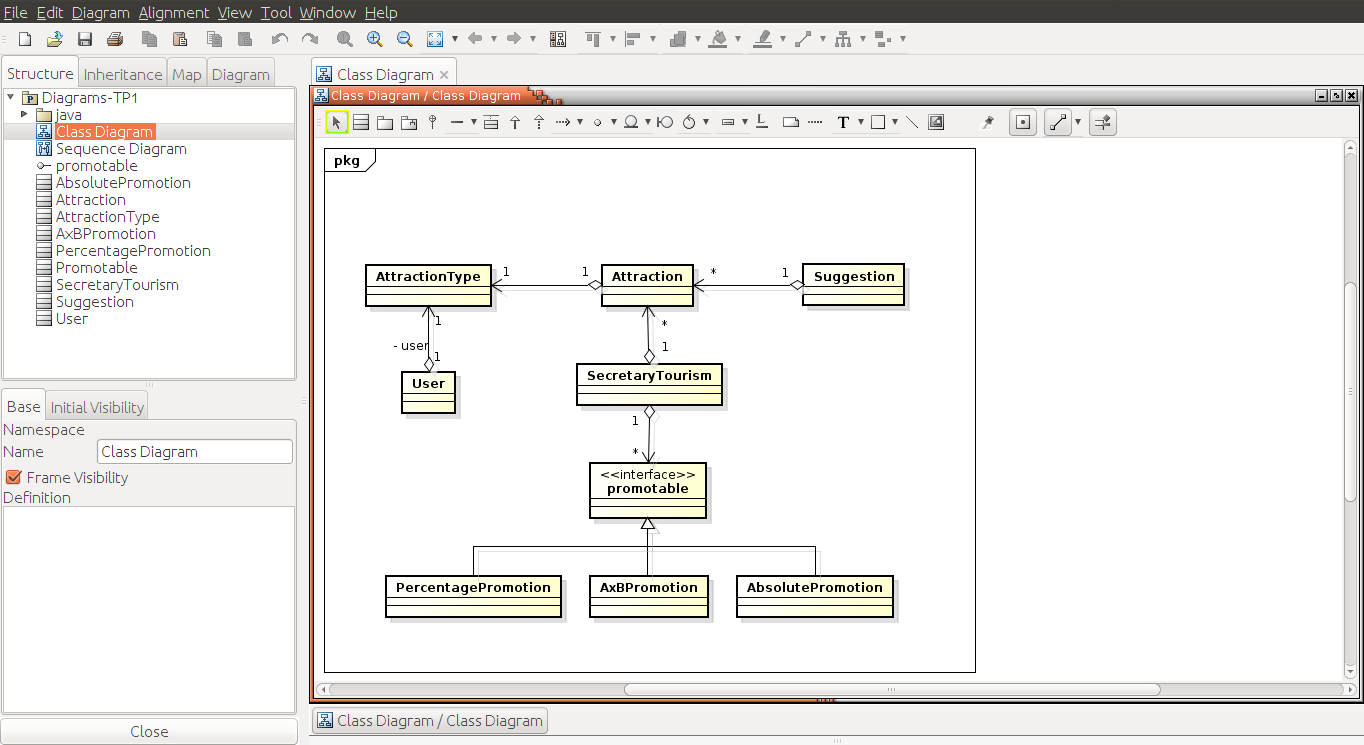 File Edit Diagram Alignment View Tool Window Help
Structure Inheritance Map Diagram
Diagrams-TP1
java
Class Diagram
Sequence Diagram
promotable
AbsolutePromotion
Attraction
AttractionType
AxBPromotion
PercentagePromotion
Promotable
SecretaryTourism
Suggestion
User
Base Initial Visibility
Namespace
Name Class Diagram
Frame Visibility
Definition
Close
Class Diagram
Class Diagram / Class Diagram
T
pkg
AttractionType 1 1 Attraction * 1 Suggestion
1
- user
1
User
*
1
SecretaryTourism
1
*
<<interface>>
promotable
PercentagePromotion AxBPromotion AbsolutePromotion
Class Diagram / Class Diagram